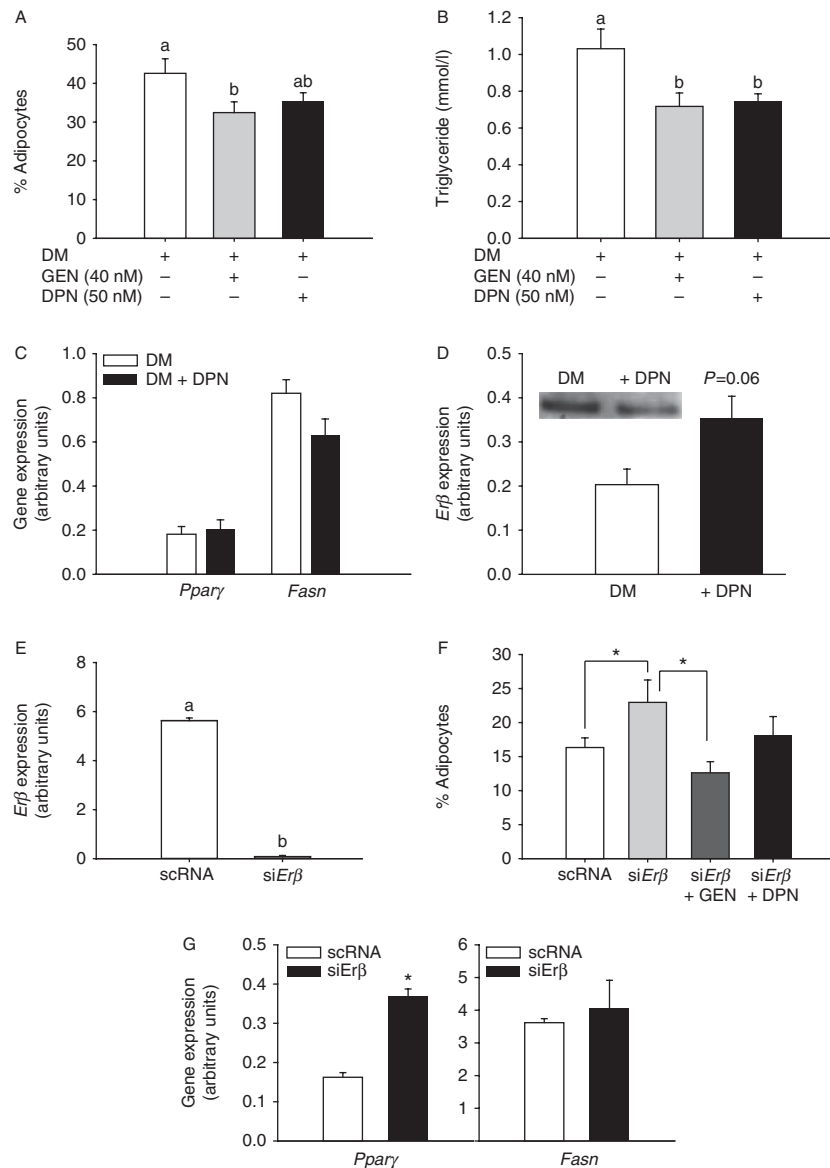 A
% Adipocytes
50
40
30
20
10
0
a
b
ab
DM + + +
GEN (40 nM) – + –
DPN (50 nM) – – +
B
Triglyceride (mmol/l)
1.2
1.0
0.8
0.6
0.4
0.2
0.0
a
b
b
DM + + +
GEN (40 nM) – + –
DPN (50 nM) – – +
C
Gene expression
(arbitrary units)
1.0
0.8
0.6
0.4
0.2
0.0
DM
DM + DPN
Pparγ Fasn
D
Erβ expression
(arbitrary units)
0.5
0.4
0.3
0.2
0.1
0.0
DM + DPN
P=0.06
DM + DPN
E
Erβ expression
(arbitrary units)
8
6
4
2
0
a
b
scRNA siErβ
F
% Adipocytes
30
25
20
15
10
5
0
*
*
scRNA siErβ siErβ siErβ
+ GEN + DPN
G
Gene expression
(arbitrary units)
0.5
0.4
0.3
0.2
0.1
0.0
scRNA
siErβ
*
Pparγ
6
5
4
3
2
1
scRNA
siErβ
Fasn